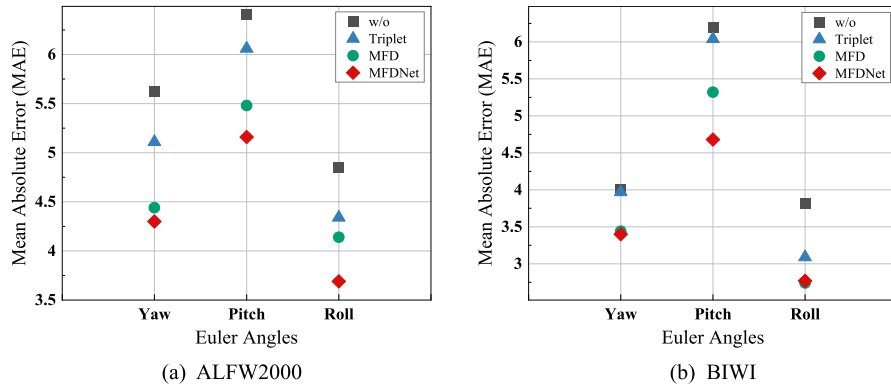 w/o
Triplet
MFD
MFDNet
6
5.5
5
4.5
4
3.5
Mean Absolute Error (MAE)
Yaw Pitch Roll
Euler Angles
(a) ALFW2000
w/o
Triplet
MFD
MFDNet
6
5.5
5
4.5
4
3.5
3
Mean Absolute Error (MAE)
Yaw Pitch Roll
Euler Angles
(b) BIWI